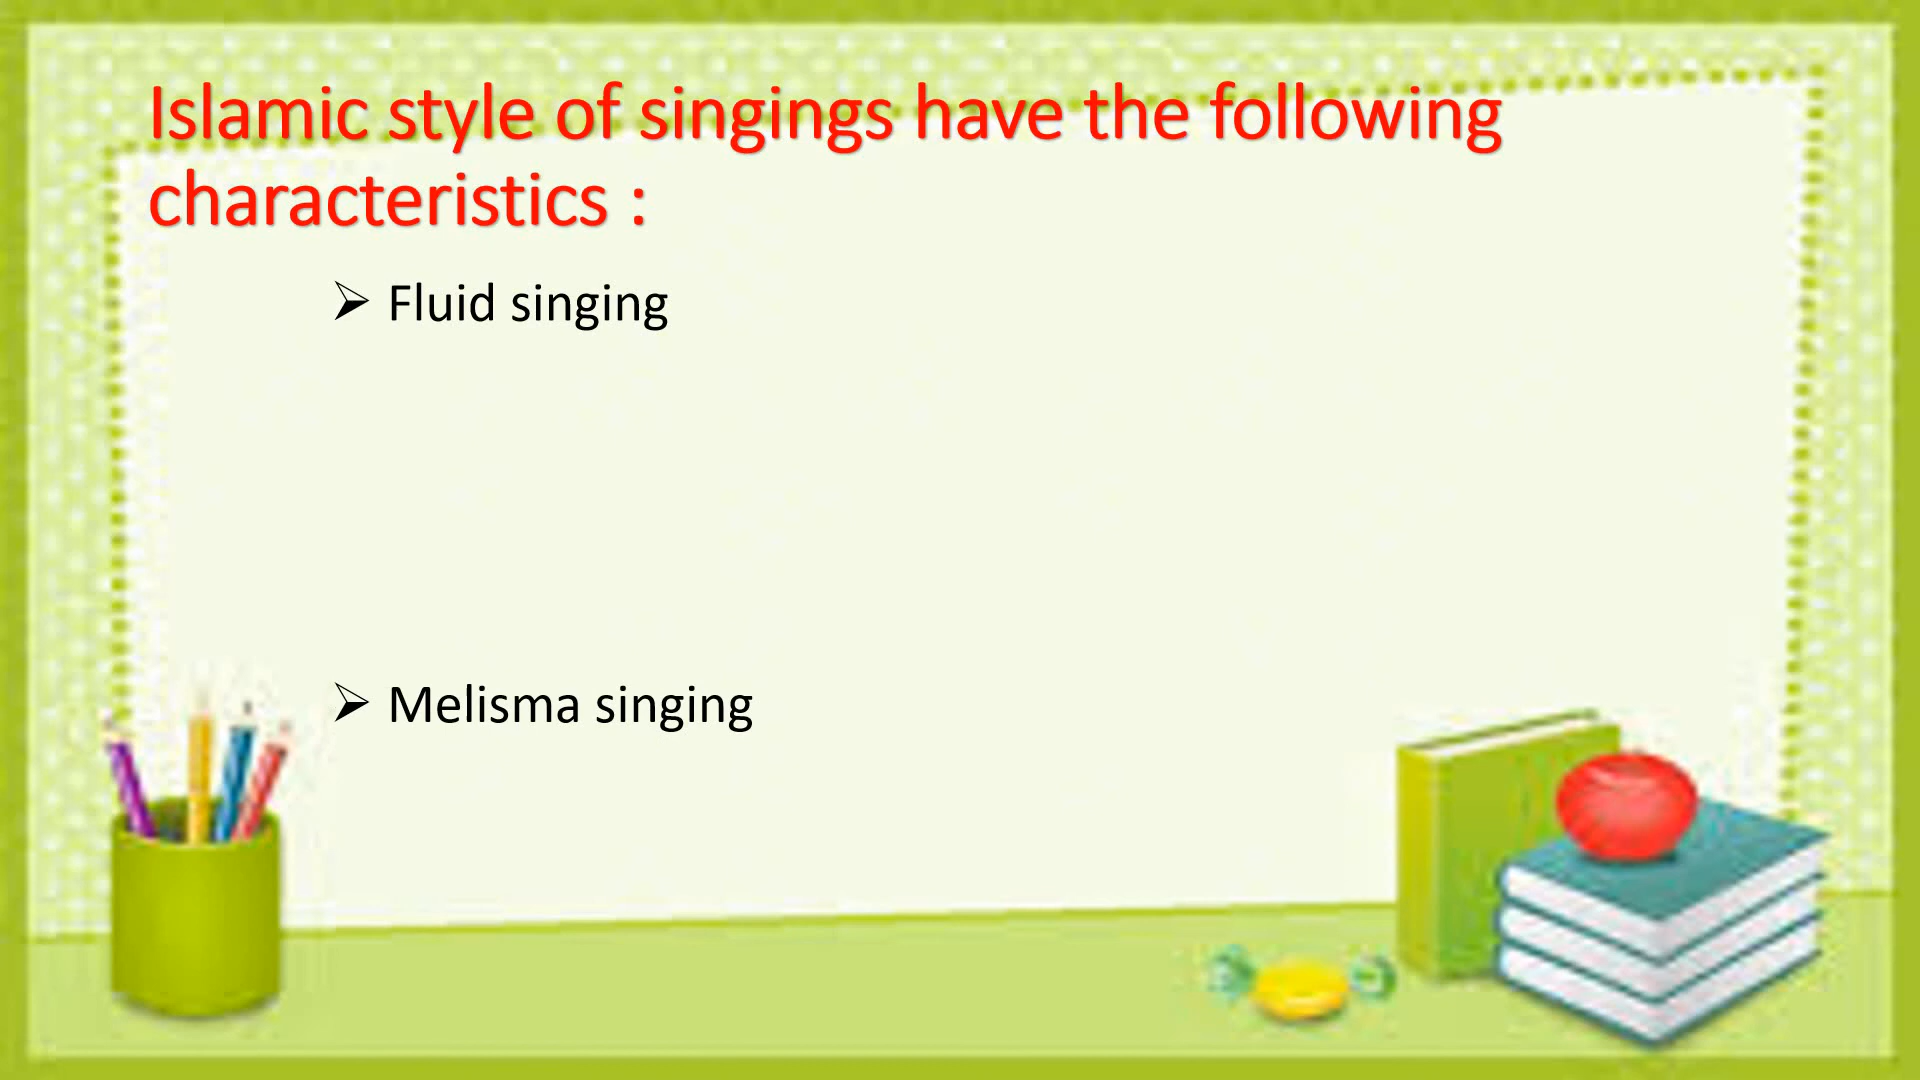 Islamic style of singings have the following
characteristics :
➢ Fluid singing
➢ Melisma singing